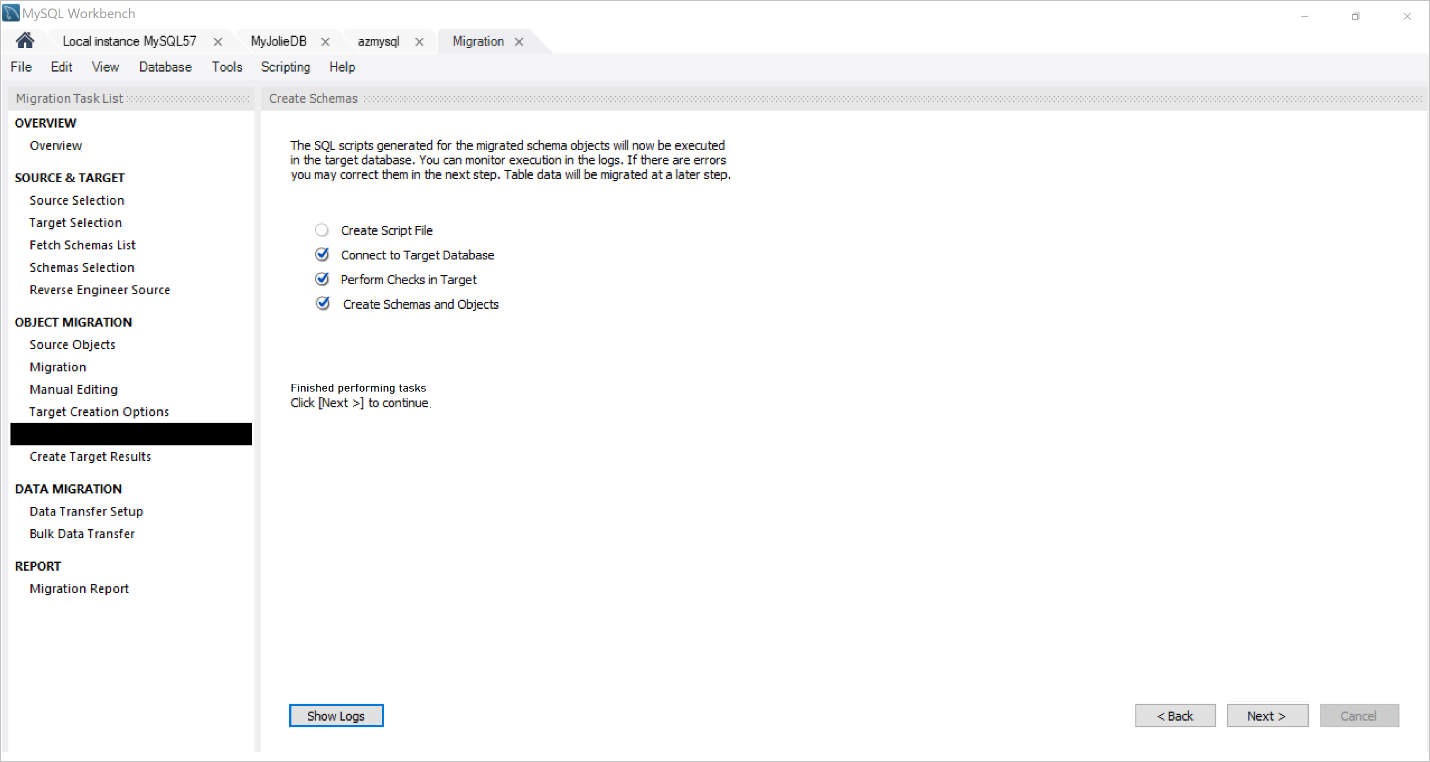 MySQL Workbench
Local instance MySQL57
MyJolieDB
azmysql
Migration
File Edit View Database Tools Scripting Help
Migration Task List
OVERVIEW
Overview
SOURCE & TARGET
Source Selection
Target Selection
Fetch Schemas List
Schemas Selection
Reverse Engineer Source
OBJECT MIGRATION
Source Objects
Migration
Manual Editing
Target Creation Options
Create Target Results
DATA MIGRATION
Data Transfer Setup
Bulk Data Transfer
REPORT
Migration Report
Create Schemas
The SQL scripts generated for the migrated schema objects will now be executed
in the target database. You can monitor execution in the logs. If there are errors
you may correct them in the next step. Table data will be migrated at a later step.
Create Script File
Connect to Target Database
Perform Checks in Target
Create Schemas and Objects
Finished performing tasks
Click [Next >] to continue.
Show Logs
< Back
Next >
Cancel